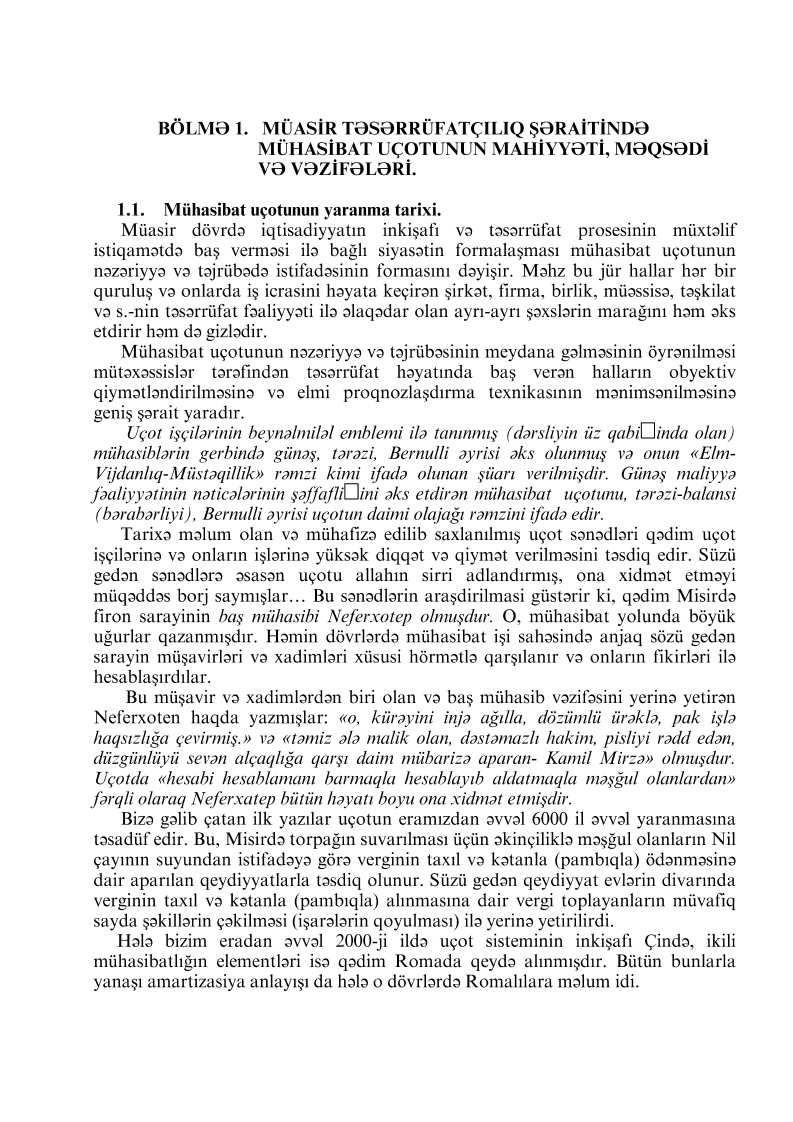 BÖLMƏ 1. MÜASİR TƏSƏRRÜFATÇILIQ ŞƏRAİTİNDƏ
MÜHASİBAT UÇOTUNUN MAHİYYƏTİ, MƏQSƏDİ
VƏ VƏZİFƏLƏRİ.
1.1. Mühasibat uçotunun yaranma tarixi.
Müasir dövrdə iqtisadiyyatın inkişafı və təsərrüfat prosesinin müxtəlif
istiqamətdə baş verməsi ilə bağlı siyasətin formalaşması mühasibat uçotunun
nəzəriyyə və təjrübədə istifadəsinin formasını dəyişir. Məhz bu jür hallar hər bir
quruluş və onlarda iş icrasini həyata keçirən şirkət, firma, birlik, müəssisə, təşkilat
və s.-nin təsərrüfat fəaliyyəti ilə əlaqədar olan ayrı-ayrı şəxslərin marağını həm əks
etdirir həm də gizlədir.
Mühasibat uçotunun nəzəriyyə və təjrübəsinin meydana gəlməsinin öyrənilməsi
mütəxəssislər tərəfindən təsərrüfat həyatında baş verən halların obyektiv
qiymətləndirilməsinə və elmi proqnozlaşdırma texnikasının mənimsənilməsinə
geniş şərait yaradır.
Uçot işçilərinin beynəlmiləl emblemi ilə tanınmış (dərsliyin üz qabi□inda olan)
mühasiblərin gerbində günəş, tərəzi, Bernulli əyrisi əks olunmuş və onun «Elm-
Vijdanlıq-Müstəqillik» rəmzi kimi ifadə olunan şüarı verilmişdir. Günəş maliyyə
fəaliyyətinin nəticələrinin şəffafli□ini əks etdirən mühasibat uçotunu, tərəzi-balansi
(bərabərliyi), Bernulli əyrisi uçotun daimi olajağı rəmzini ifadə edir.
Tarixə məlum olan və mühafizə edilib saxlanılmış uçot sənədləri qədim uçot
işçilərinə və onların işlərinə yüksək diqqət və qiymət verilməsini təsdiq edir. Süzü
gedən sənədlərə əsasən uçotu allahın sirri adlandırmış, ona xidmət etməyi
müqəddəs borj saymışlar… Bu sənədlərin araşdirilmasi güstərir ki, qədim Misirdə
firon sarayinin baş mühasibi Neferxotep olmuşdur. O, mühasibat yolunda böyük
uğurlar qazanmışdır. Həmin dövrlərdə mühasibat işi sahəsində anjaq sözü gedən
sarayin müşavirləri və xadimləri xüsusi hörmətlə qarşılanır və onların fikirləri ilə
hesablaşırdılar.
Bu müşavir və xadimlərdən biri olan və baş mühasib vəzifəsini yerinə yetirən
Neferxoten haqda yazmışlar: «o, kürəyini injə ağılla, dözümlü ürəklə, pak işlə
haqsızlığa çevirmiş.» və «təmiz ələ malik olan, dəstəmazlı hakim, pisliyi rədd edən,
düzgünlüyü sevən alçaqlığa qarşı daim mübarizə aparan- Kamil Mirzə» olmuşdur.
Uçotda «hesabi hesablamanı barmaqla hesablayıb aldatmaqla məşğul olanlardan»
fərqli olaraq Neferxatep bütün həyatı boyu ona xidmət etmişdir.
Bizə gəlib çatan ilk yazılar uçotun eramızdan əvvəl 6000 il əvvəl yaranmasına
təsadüf edir. Bu, Misirdə torpağın suvarılması üçün əkinçiliklə məşğul olanların Nil
çayının suyundan istifadəyə görə verginin taxıl və kətanla (pambıqla) ödənməsinə
dair aparılan qeydiyyatlarla təsdiq olunur. Süzü gedən qeydiyyat evlərin divarında
verginin taxıl və kətanla (pambıqla) alınmasına dair vergi toplayanların müvafiq
sayda şəkillərin çəkilməsi (işarələrin qoyulması) ilə yerinə yetirilirdi.
Hələ bizim eradan əvvəl 2000-ji ildə uçot sisteminin inkişafı Çində, ikili
mühasibatlığın elementləri isə qədim Romada qeydə alınmışdır. Bütün bunlarla
yanaşı amartizasiya anlayışı da hələ o dövrlərdə Romalılara məlum idi.